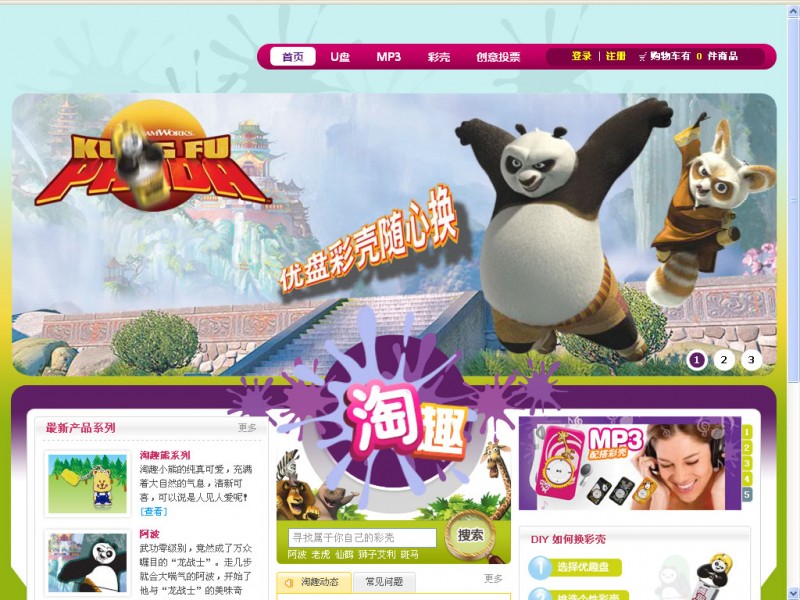 首页 U盘 MP3 彩壳 创意投票 登录 | 注册 购物车有 0 件商品
DREAMWORKS
KUNG FU
PANDA
优盘彩壳随心换
1 2 3
淘趣
最新产品系列 更多
淘趣熊系列
淘趣小熊的纯真可爱，充满
着大自然的气息，清新可
喜，可以说是人见人爱呢!
[查看]
阿波
武功零级别，竟然成了万众
瞩目的“龙战士”。走几步
就会大喘气的阿波，开始了
他与“龙战士”的美味奇
寻找属于你自己的彩壳 搜索
阿波 老虎 仙鹤 狮子艾利 斑马
淘趣动态 常见问题 更多
MP3
配搭彩壳
1
2
3
4
5
DIY 如何换彩壳
1 选择优趣盘
2 挑选个性彩壳